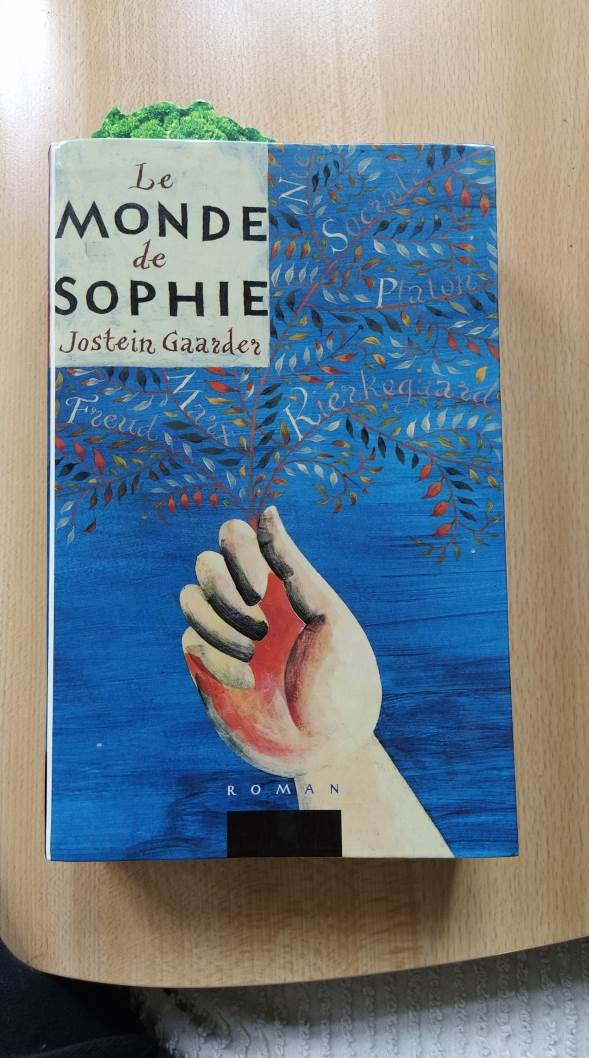 Le
MONDE
de
SOPHIE
Jostein Gaarder
Socrate
Platon
Kierkegaard
Marx
Freud
ROMAN